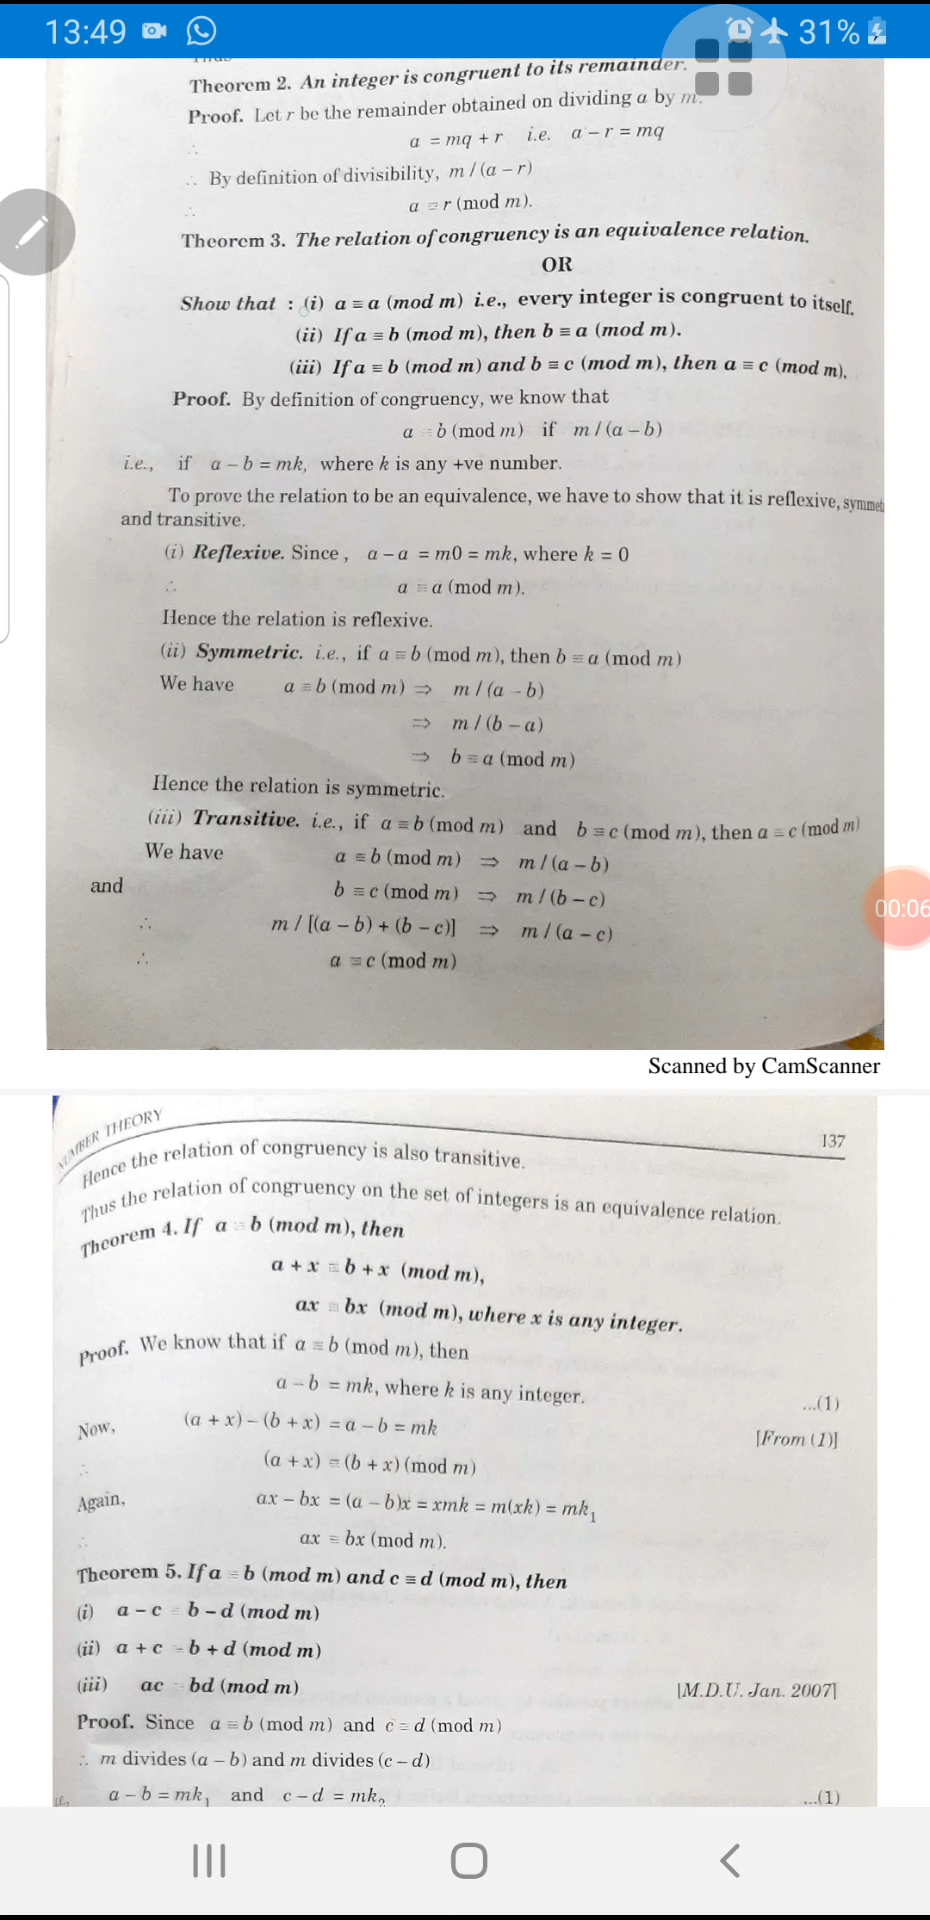 13:49
31%
Theorem 2. An integer is congruent to its remainder.
Proof. Let r be the remainder obtained on dividing a by m.
∴ a = mq + r i.e. a – r = mq
∴ By definition of divisibility, m / (a – r)
∴ a ≡ r (mod m).
Theorem 3. The relation of congruency is an equivalence relation.
OR
Show that : (i) a ≡ a (mod m) i.e., every integer is congruent to itself.
(ii) If a ≡ b (mod m), then b ≡ a (mod m).
(iii) If a ≡ b (mod m) and b ≡ c (mod m), then a ≡ c (mod m).
Proof. By definition of congruency, we know that
a ≡ b (mod m) if m / (a – b)
i.e., if a – b = mk, where k is any +ve number.
To prove the relation to be an equivalence, we have to show that it is reflexive, symmet
and transitive.
(i) Reflexive. Since, a – a = m0 = mk, where k = 0
∴ a ≡ a (mod m).
Hence the relation is reflexive.
(ii) Symmetric. i.e., if a ≡ b (mod m), then b ≡ a (mod m)
We have a ≡ b (mod m) ⇒ m / (a – b)
⇒ m / (b – a)
⇒ b ≡ a (mod m)
Hence the relation is symmetric.
(iii) Transitive. i.e., if a ≡ b (mod m) and b ≡ c (mod m), then a ≡ c (mod m)
We have a ≡ b (mod m) ⇒ m / (a – b)
and b ≡ c (mod m) ⇒ m / (b – c)
00:06
∴ m / [(a – b) + (b – c)] ⇒ m / (a – c)
∴ a ≡ c (mod m)
Scanned by CamScanner
NUMBER THEORY 137
Hence the relation of congruency is also transitive.
Thus the relation of congruency on the set of integers is an equivalence relation.
Theorem 4. If a ≡ b (mod m), then
a + x ≡ b + x (mod m),
ax ≡ bx (mod m), where x is any integer.
Proof. We know that if a ≡ b (mod m), then
a – b = mk, where k is any integer. ...(1)
Now, (a + x) – (b + x) = a – b = mk [From (1)]
∴ (a + x) ≡ (b + x) (mod m)
Again, ax – bx = (a – b)x = xmk = m(xk) = mk₁
∴ ax ≡ bx (mod m).
Theorem 5. If a ≡ b (mod m) and c ≡ d (mod m), then
(i) a – c ≡ b – d (mod m)
(ii) a + c ≡ b + d (mod m)
(iii) ac ≡ bd (mod m) [M.D.U. Jan. 2007]
Proof. Since a ≡ b (mod m) and c ≡ d (mod m)
∴ m divides (a – b) and m divides (c – d)
a – b = mk₁ and c – d = mk₂ ...(1)